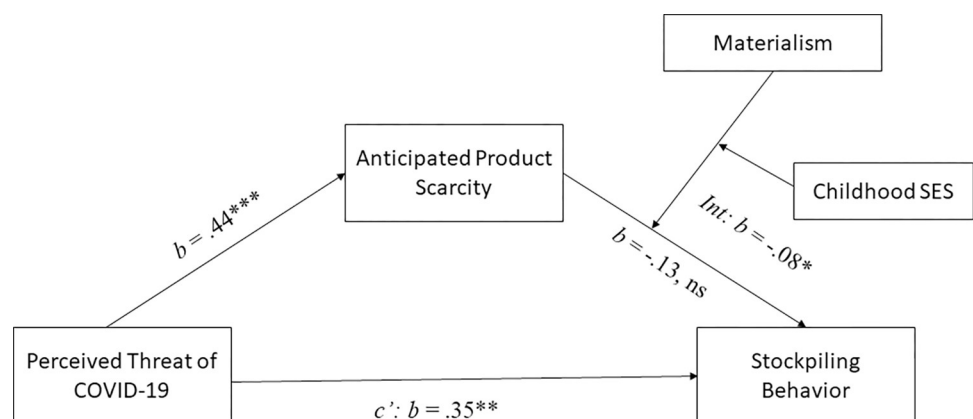 Materialism
Anticipated Product
Scarcity
Childhood SES
b = .44***
Int: b = -.08*
b = -.13, ns
Perceived Threat of
COVID-19
Stockpiling
Behavior
c’: b = .35**